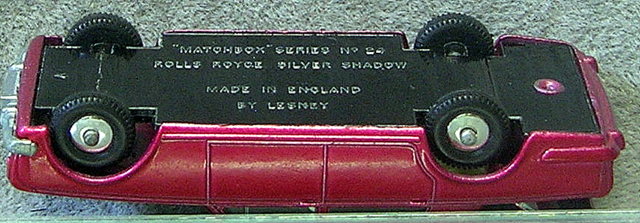 "MATCHBOX" SERIES Nº 24
ROLLS ROYCE SILVER SHADOW
MADE IN ENGLAND
BY LESNEY